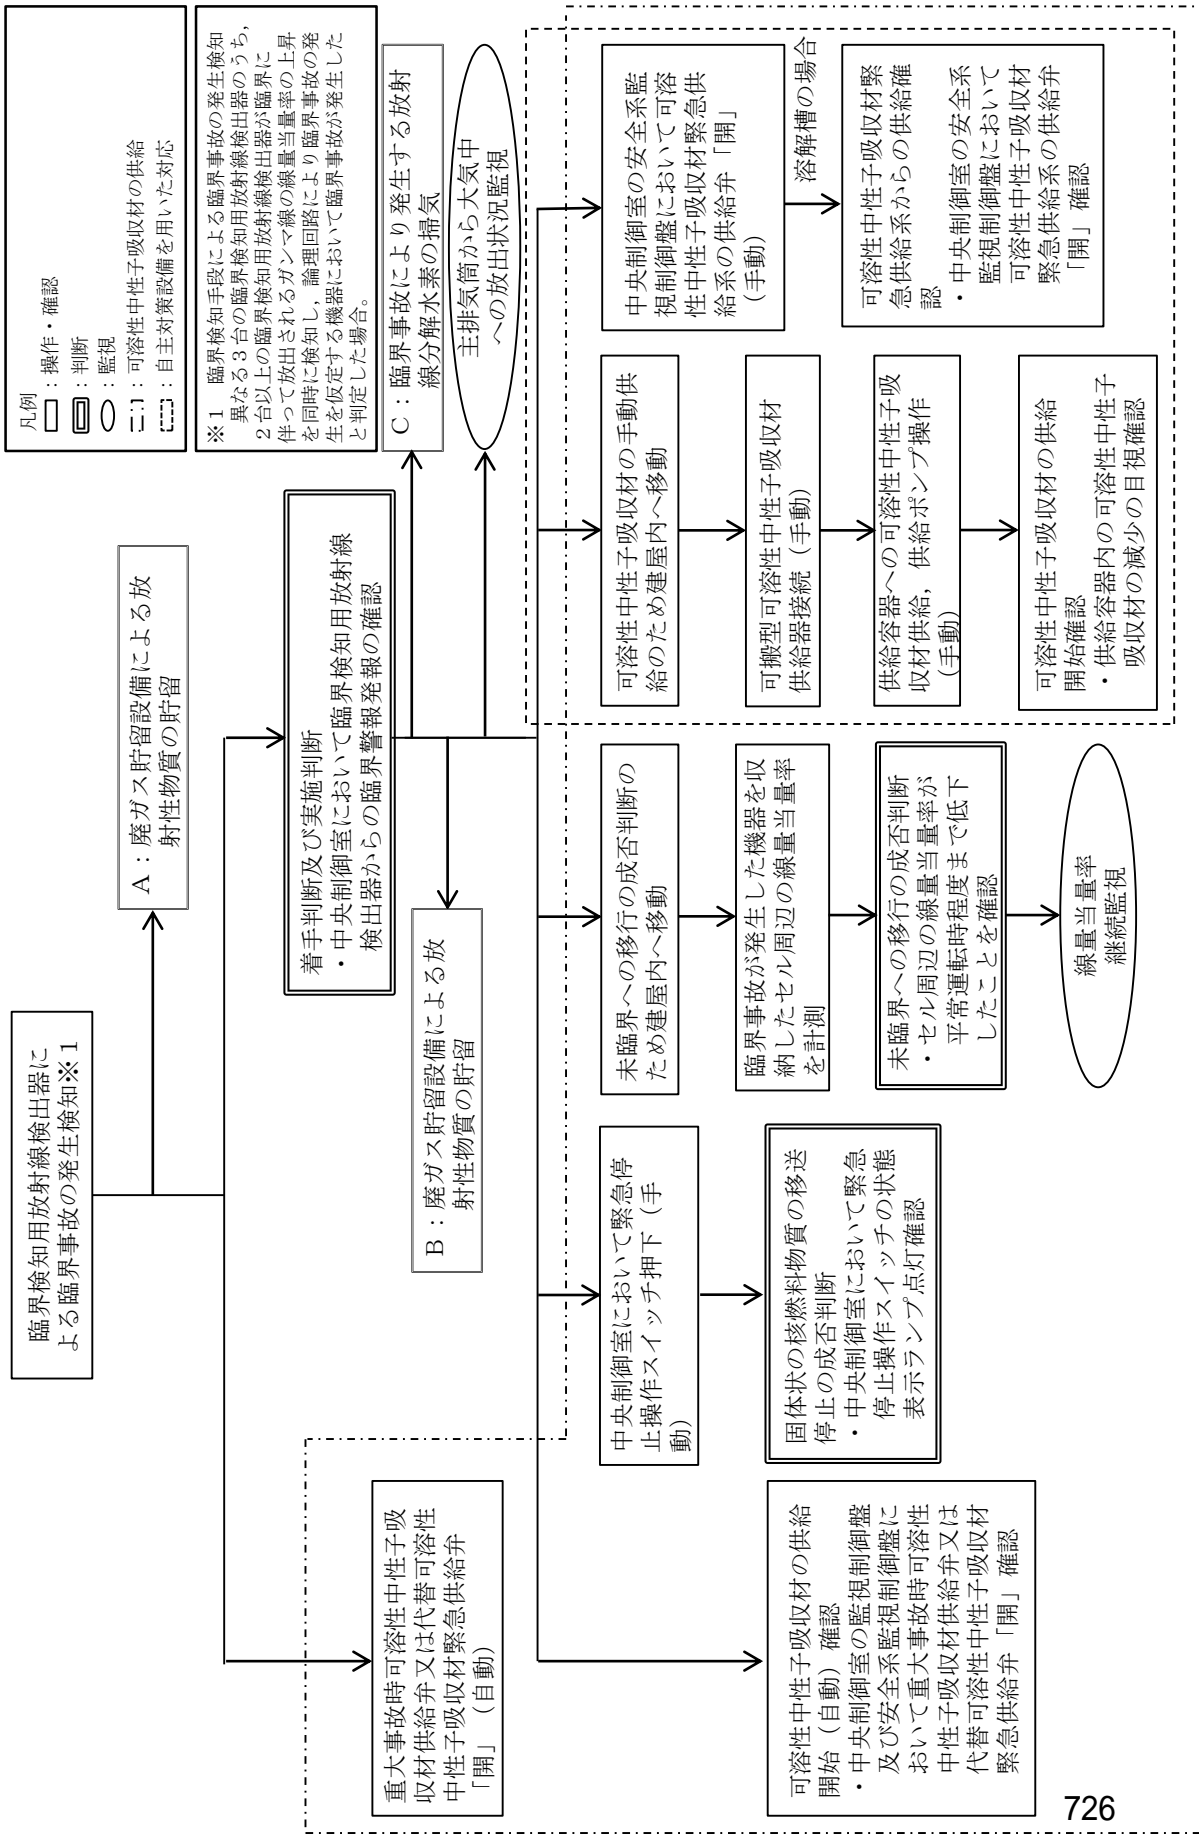 臨界検知用放射線検出器に
よる臨界事故の発生検知※1
A：廃ガス貯留設備による放
射性物質の貯留
凡例
：操作・確認
：判断
：監視
：可溶性中性子吸収材の供給
：自主対策設備を用いた対応
※1　臨界検知手段による臨界事故の発生検知
異なる3台の臨界検知用放射線検出器のうち，
2台以上の臨界検知用放射線検出器が臨界に
伴って放出されるガンマ線の線量当量率の上昇
を同時に検知し，論理回路により臨界事故の発
生を仮定する機器において臨界事故が発生した
と判定した場合。
着手判断及び実施判断
・中央制御室において臨界検知用放射線
検出器からの臨界警報発報の確認
C：臨界事故により発生する放射
線分解水素の掃気
B：廃ガス貯留設備による放
射性物質の貯留
主排気筒から大気中
への放出状況監視
重大事故時可溶性中性子吸
収材供給弁又は代替可溶性
中性子吸収材緊急供給弁
「開」（自動）
可溶性中性子吸収材の供給
開始（自動）確認
・中央制御室の監視制御盤
及び安全系監視制御盤に
おいて重大事故時可溶性
中性子吸収材供給弁又は
代替可溶性中性子吸収材
緊急供給弁「開」確認
中央制御室において緊急停
止操作スイッチ押下（手
動）
固体状の核燃料物質の移送
停止の成否判断
・中央制御室において緊急
停止操作スイッチの状態
表示ランプ点灯確認
未臨界への移行の成否判断の
ため建屋内へ移動
臨界事故が発生した機器を収
納したセル周辺の線量当量率
を計測
未臨界への移行の成否判断
・セル周辺の線量当量率が
平常運転時程度まで低下
したことを確認
線量当量率
継続監視
可溶性中性子吸収材の手動供
給のため建屋内へ移動
可搬型可溶性中性子吸収材
供給器接続（手動）
供給容器への可溶性中性子吸
収材供給，供給ポンプ操作
（手動）
可溶性中性子吸収材の供給
開始確認
・供給容器内の可溶性中性子
吸収材の減少の目視確認
中央制御室の安全系監
視制御盤において可溶
性中性子吸収材緊急供
給系の供給弁「開」
（手動）
溶解槽の場合
可溶性中性子吸収材緊
急供給系からの供給確
認
・中央制御室の安全系
監視制御盤において
可溶性中性子吸収材
緊急供給系の供給弁
「開」確認
726